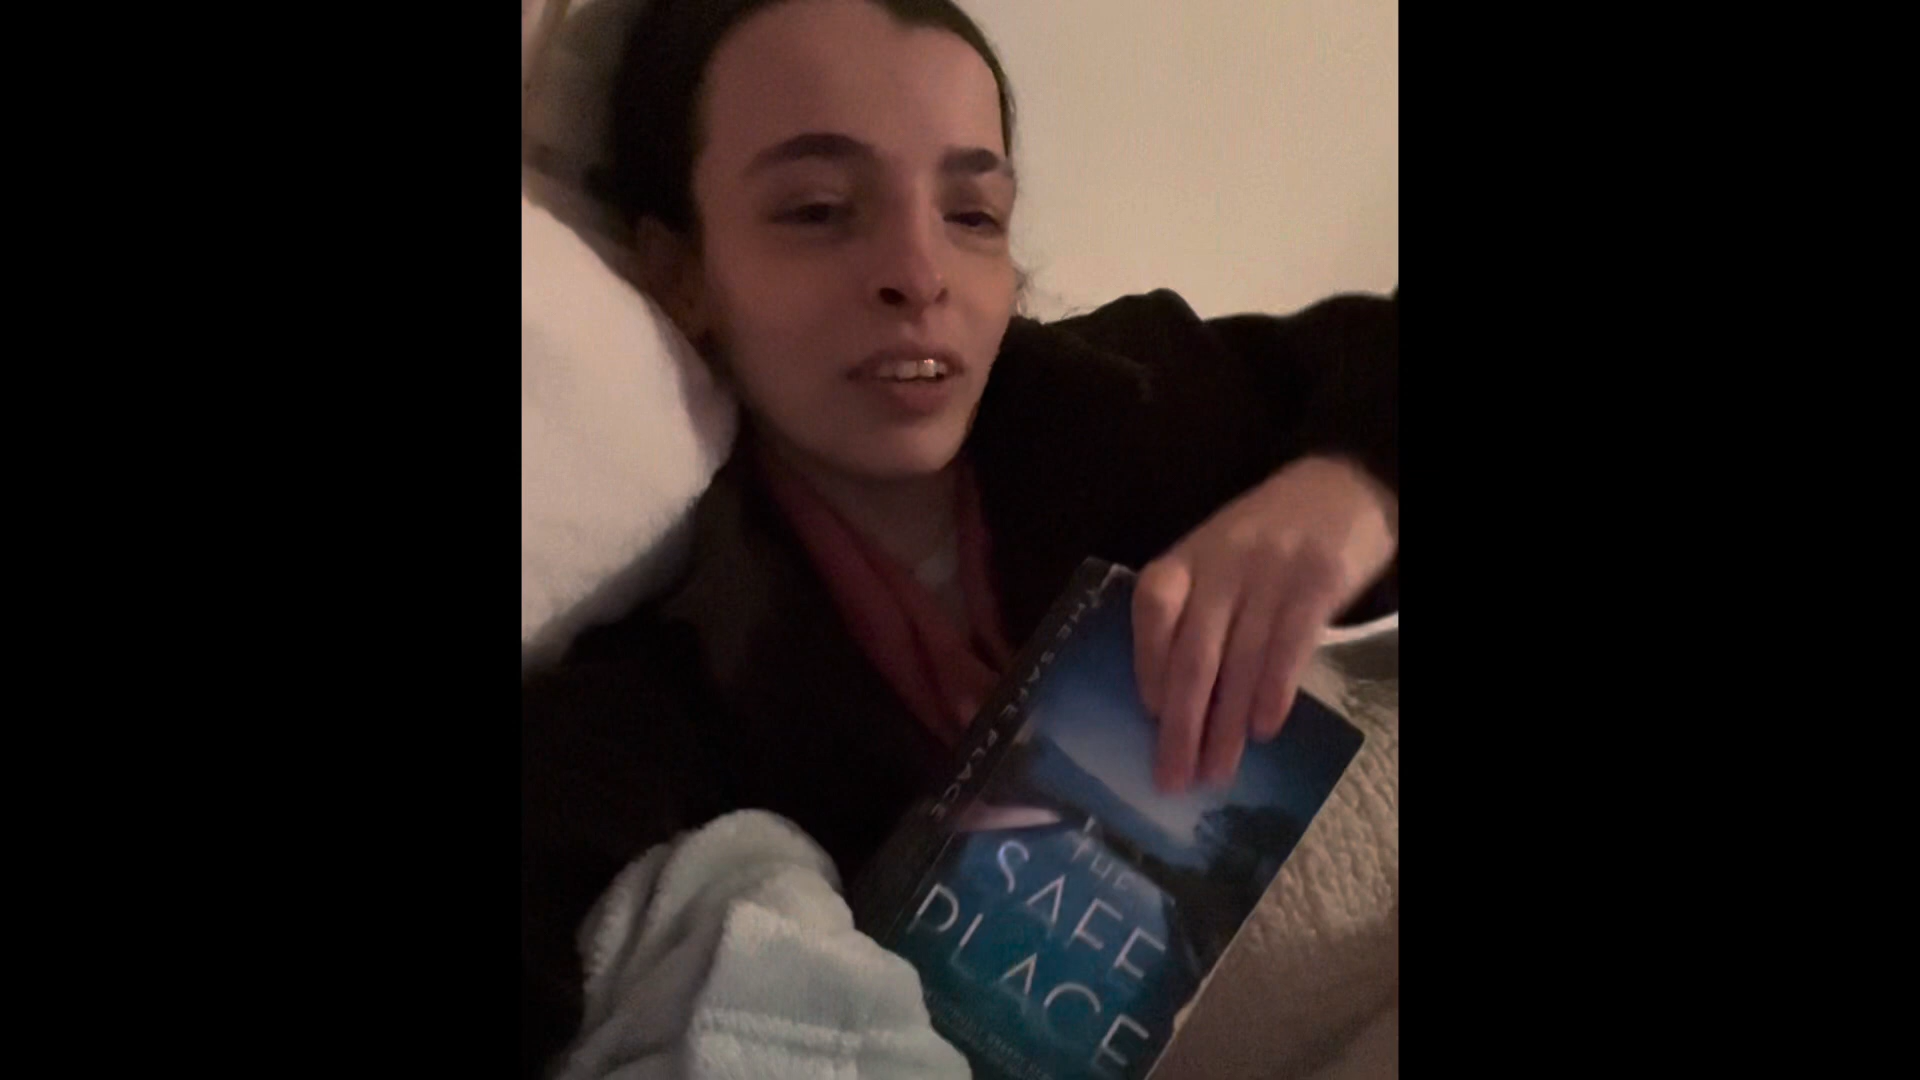 THE SAFE PLACE
THE
SAFE
PLACE